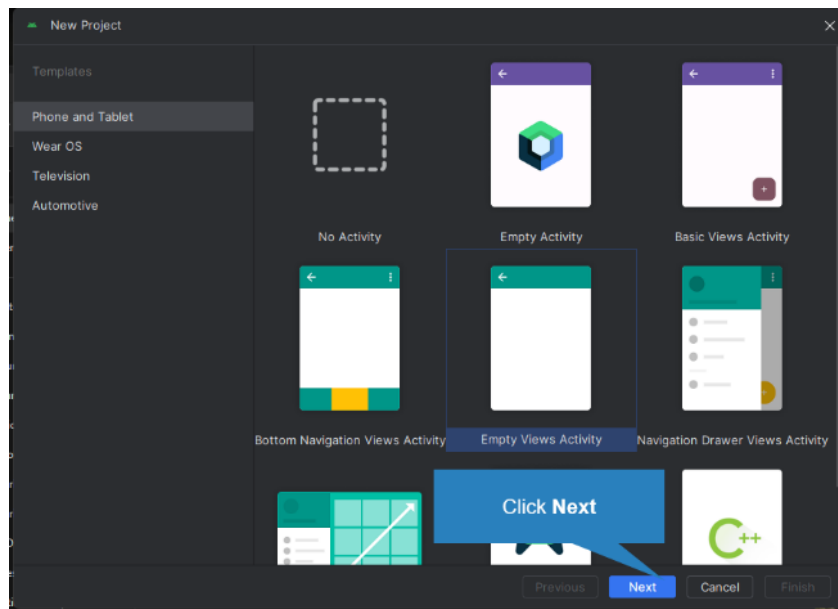 New Project
Templates
Phone and Tablet
Wear OS
Television
Automotive
No Activity
Empty Activity
Basic Views Activity
Bottom Navigation Views Activity
Empty Views Activity
Navigation Drawer Views Activity
Click Next
C++
Previous
Next
Cancel
Finish